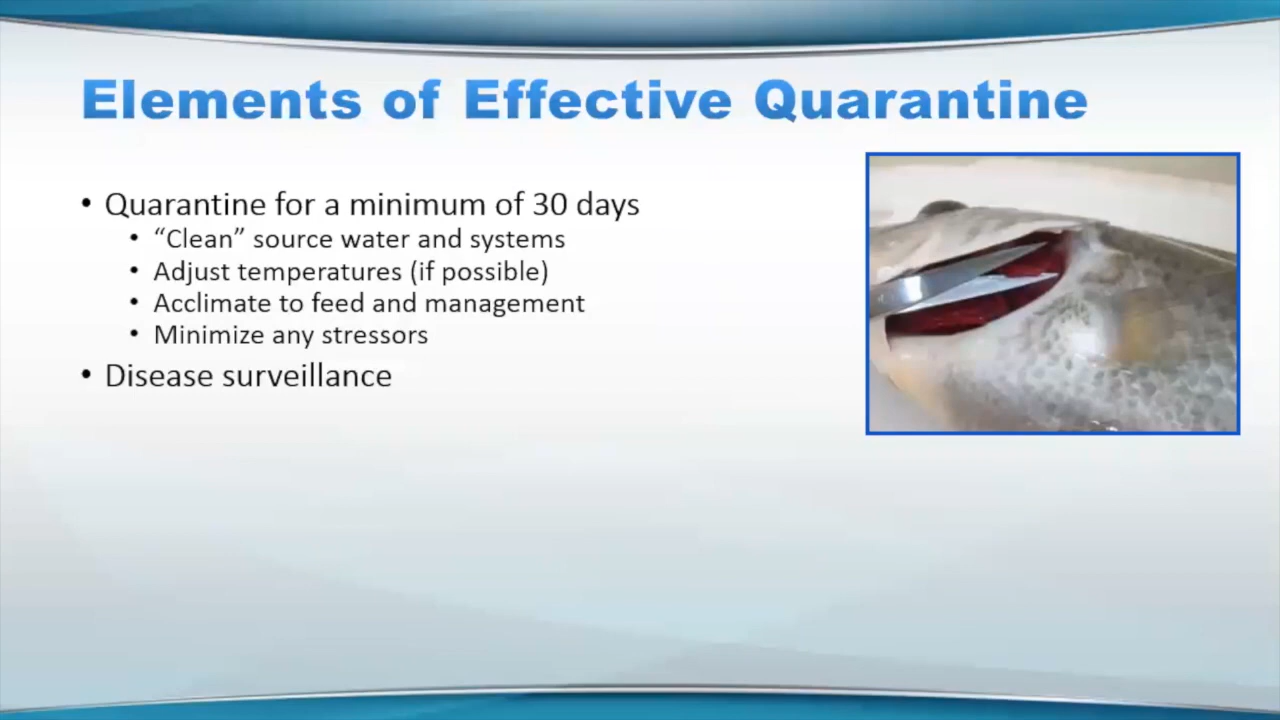 Elements of Effective Quarantine
• Quarantine for a minimum of 30 days
• “Clean” source water and systems
• Adjust temperatures (if possible)
• Acclimate to feed and management
• Minimize any stressors
• Disease surveillance